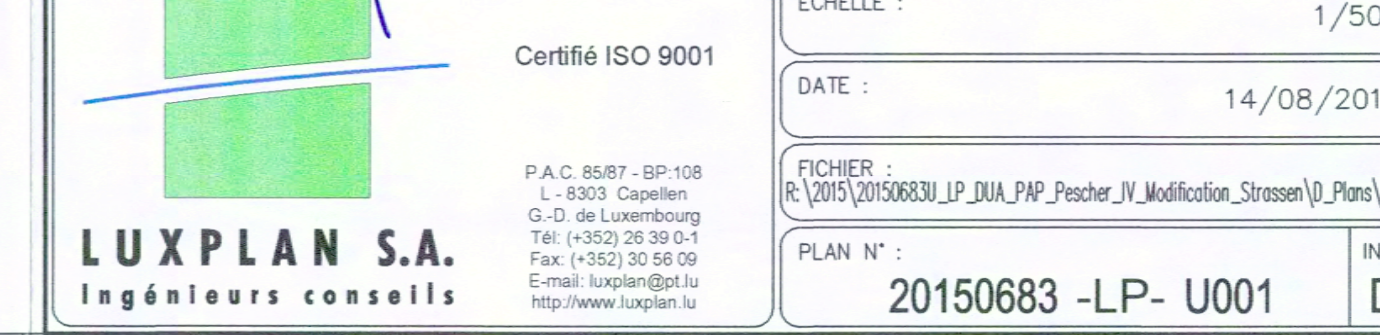 Certifié ISO 9001
P.A.C. 85/87 - BP:108
L - 8303 Capellen
G.-D. de Luxembourg
Tél: (+352) 26 39 0-1
Fax: (+352) 30 56 09
E-mail: luxplan@pt.lu
http://www.luxplan.lu
LUXPLAN S.A.
Ingénieurs conseils
ECHELLE :
1/50
DATE :
14/08/201
FICHIER :
R:\2015\20150683U_LP_DUA_PAP_Pescher_IV_Modification_Strassen\D_Plans\
PLAN N° :
20150683 -LP- U001
IN